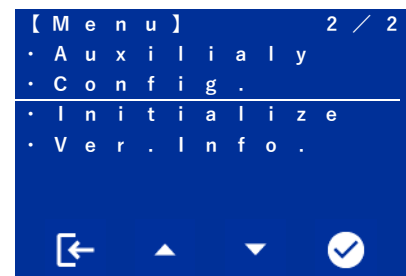 【Menu】 2／2
・Auxilialy
・Config.
・Initialize
・Ver.Info.